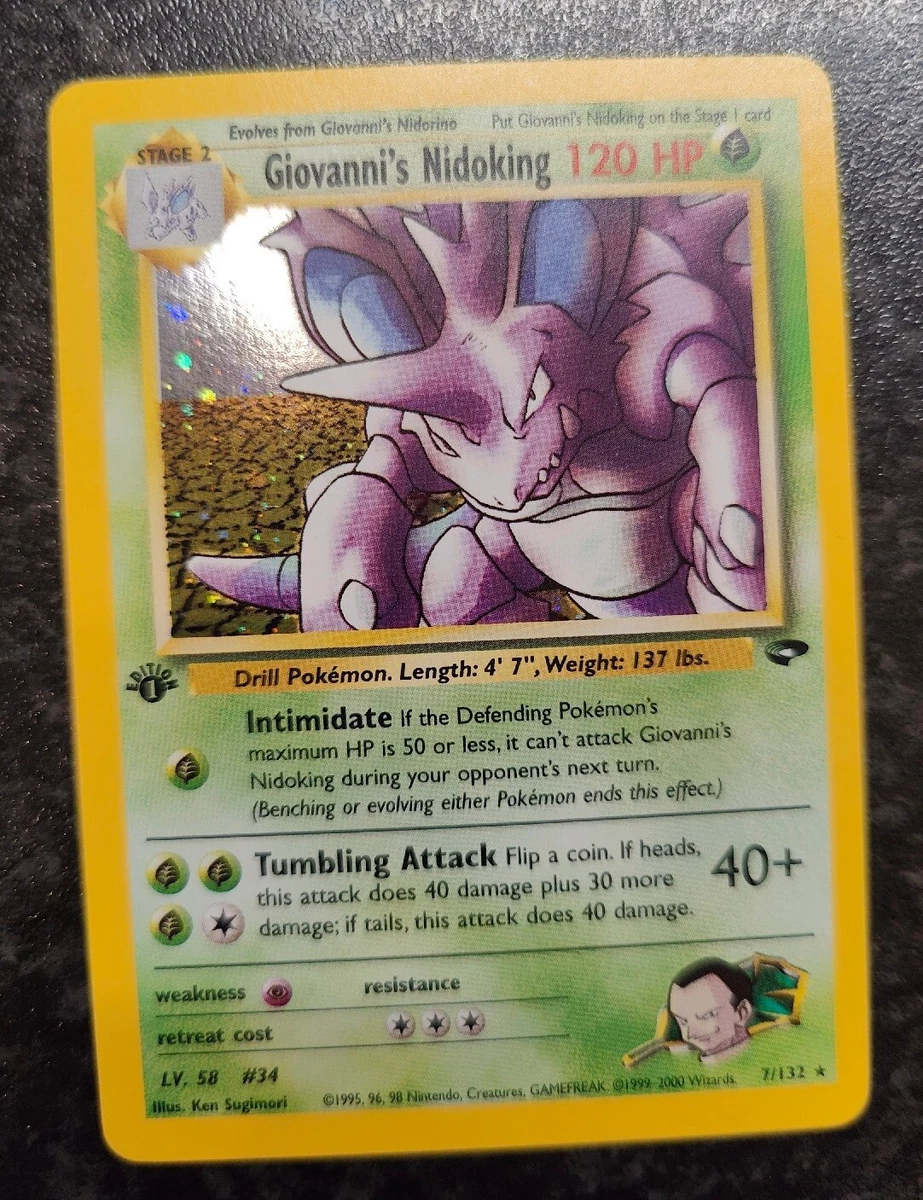 Evolves from Giovanni's Nidorino Put Giovanni's Nidoking on the Stage 1 card
STAGE 2
Giovanni's Nidoking 120 HP
EDITION
1
Drill Pokémon. Length: 4' 7", Weight: 137 lbs.
Intimidate If the Defending Pokémon's
maximum HP is 50 or less, it can't attack Giovanni's
Nidoking during your opponent's next turn.
(Benching or evolving either Pokémon ends this effect.)
Tumbling Attack Flip a coin. If heads,
this attack does 40 damage plus 30 more
damage; if tails, this attack does 40 damage.
40+
weakness resistance
retreat cost
LV. 58 #34
Illus. Ken Sugimori ©1995, 96, 98 Nintendo, Creatures, GAMEFREAK. ©1999-2000 Wizards. 7/132 ★